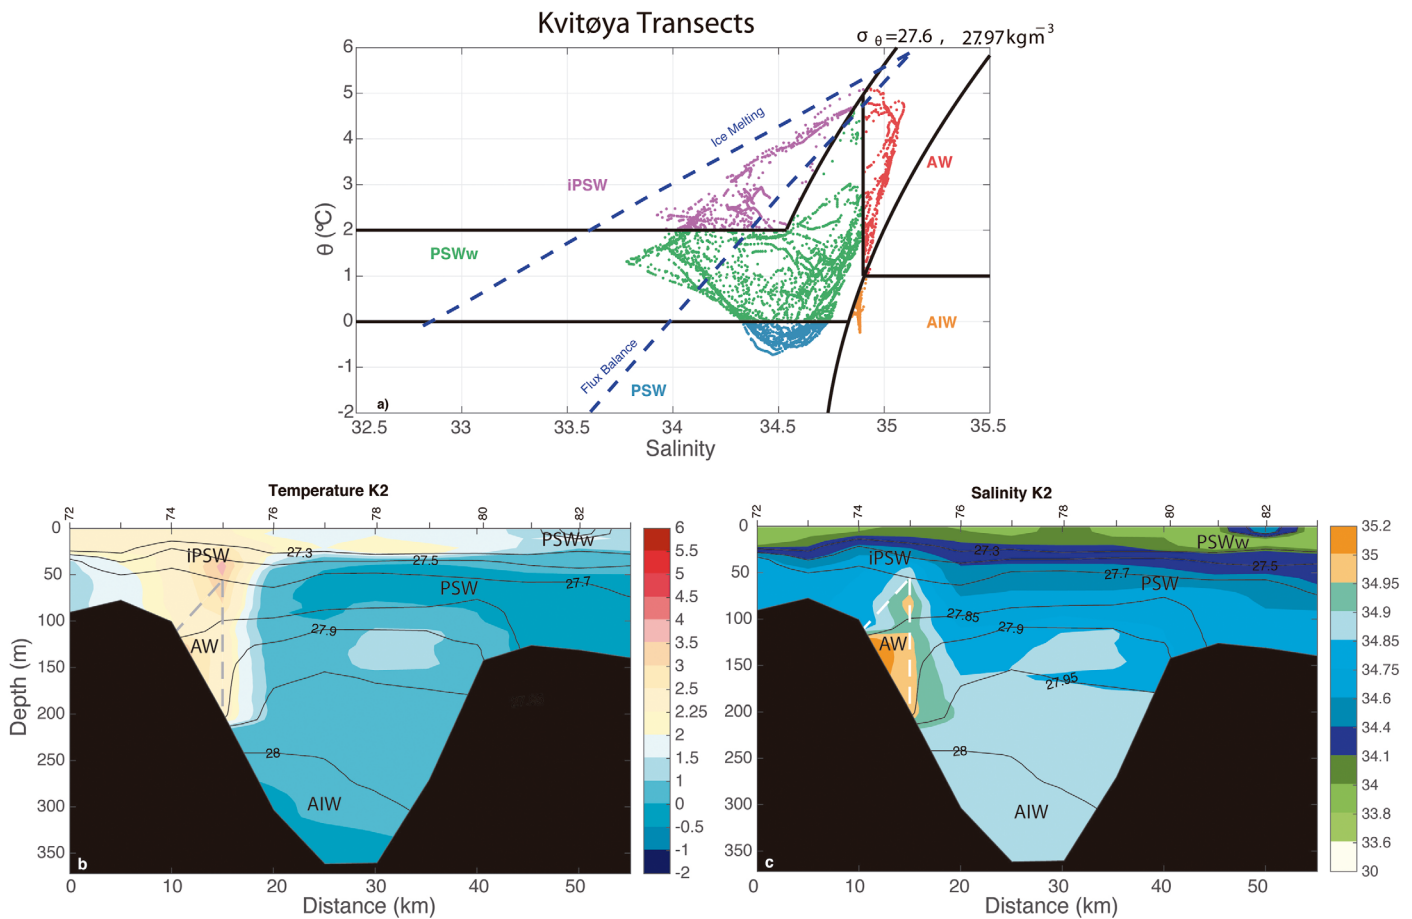 Kvitøya Transects
σ θ =27.6 , 27.97kgm⁻³
6
5
4
3
2
1
0
-1
-2
θ (°C)
Ice Melting
iPSW
AW
PSWw
AIW
Flux Balance
PSW
a)
32.5 33 33.5 34 34.5 35 35.5
Salinity
Temperature K2
72 74 76 78 80 82
0
50
100
150
200
250
300
350
Depth (m)
iPSW
27.3
PSWw
27.5
PSW
27.7
27.9
AW
28
AIW
b
0 10 20 30 40 50
Distance (km)
6
5.5
5
4.5
4
3.5
3
2.5
2.25
2
1.5
1
0
-0.5
-1
-2
Salinity K2
72 74 76 78 80 82
0
50
100
150
200
250
300
350
iPSW
27.3
PSWw
27.5
27.7
PSW
27.85
27.9
AW
27.95
28
AIW
c
0 10 20 30 40 50
Distance (km)
35.2
35
34.95
34.9
34.85
34.75
34.6
34.4
34.1
34
33.8
33.6
30